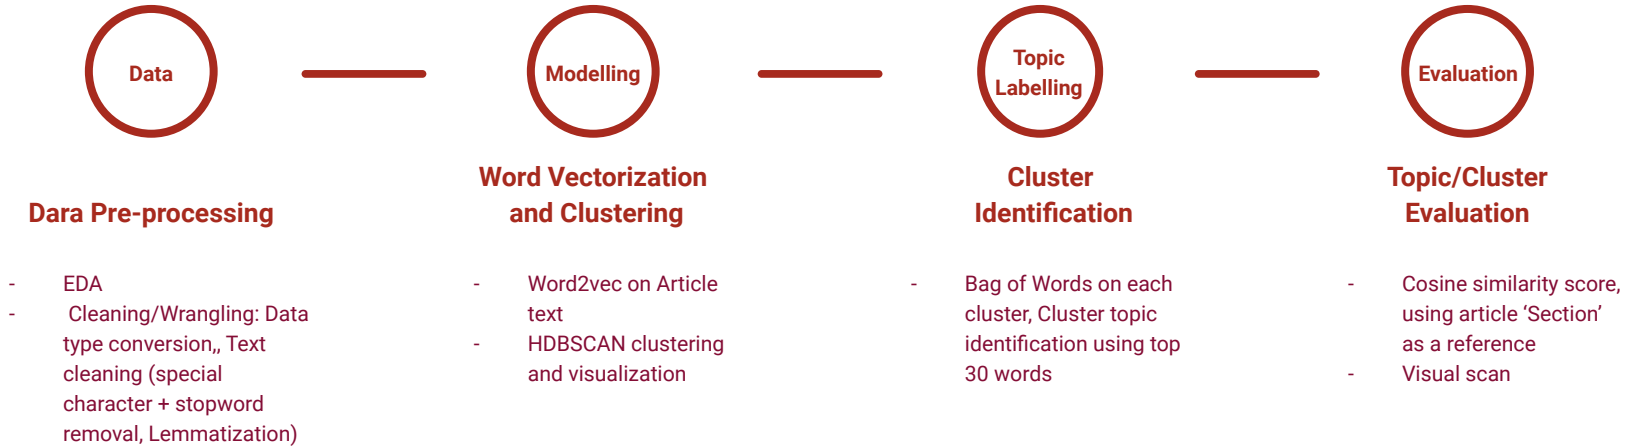 Data
Modelling
Topic
Labelling
Evaluation
Dara Pre-processing
Word Vectorization
and Clustering
Cluster
Identification
Topic/Cluster
Evaluation
- EDA
- Cleaning/Wrangling: Data
type conversion,, Text
cleaning (special
character + stopword
removal, Lemmatization)
- Word2vec on Article
text
- HDBSCAN clustering
and visualization
- Bag of Words on each
cluster, Cluster topic
identification using top
30 words
- Cosine similarity score,
using article ‘Section’
as a reference
- Visual scan